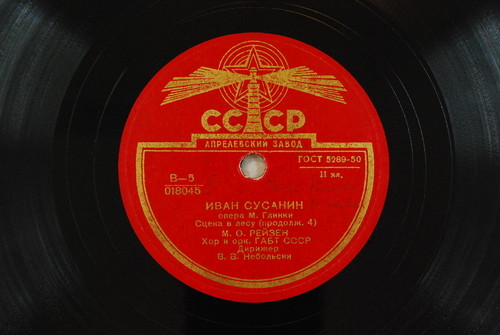 СССР
АПРЕЛЕВСКИЙ ЗАВОД
ГОСТ 5289-50
В—5
018045
II кл.
ИВАН СУСАНИН
опера М. Глинки
Сцена в лесу (продолж. 4)
М. О. РЕЙЗЕН
Хор и орк. ГАБТ СССР
Дирижер
В. В. Небольсин